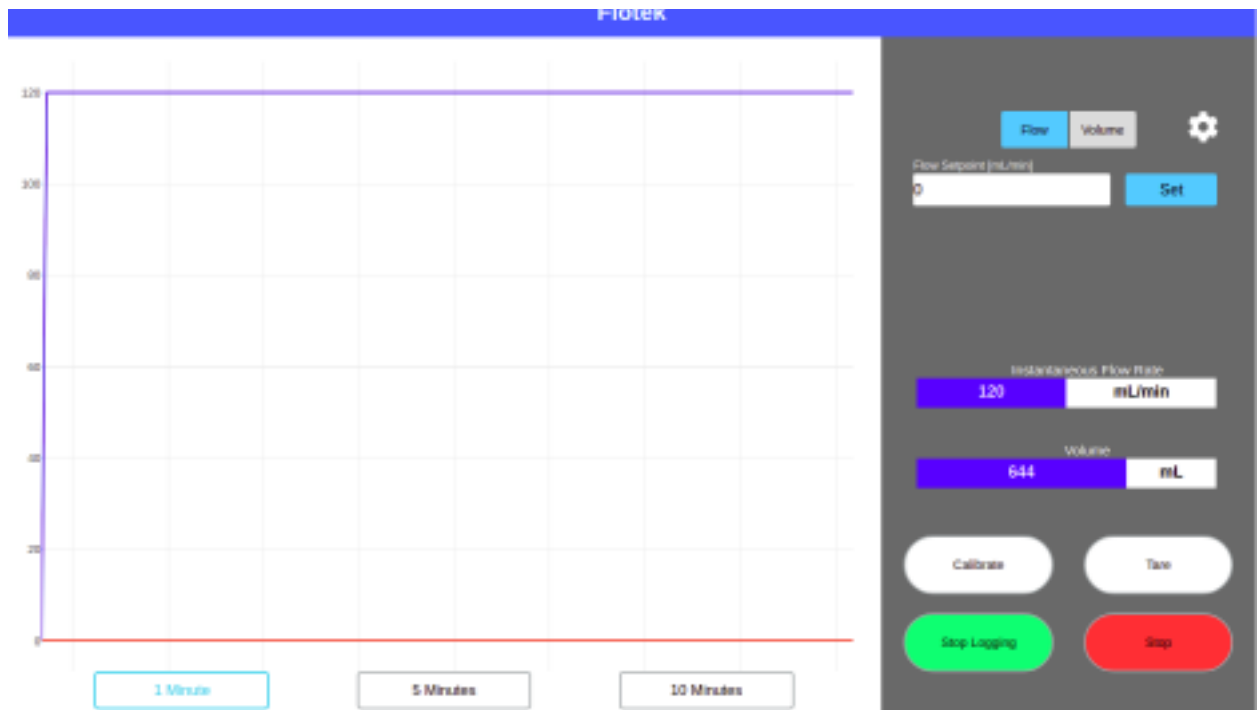 Flotek
120
100
80
60
40
20
0
1 Minute
5 Minutes
10 Minutes
Flow
Volume
Flow Setpoint [mL/min]
0
Set
Instantaneous Flow Rate
120 mL/min
Volume
644 mL
Calibrate
Tare
Stop Logging
Stop